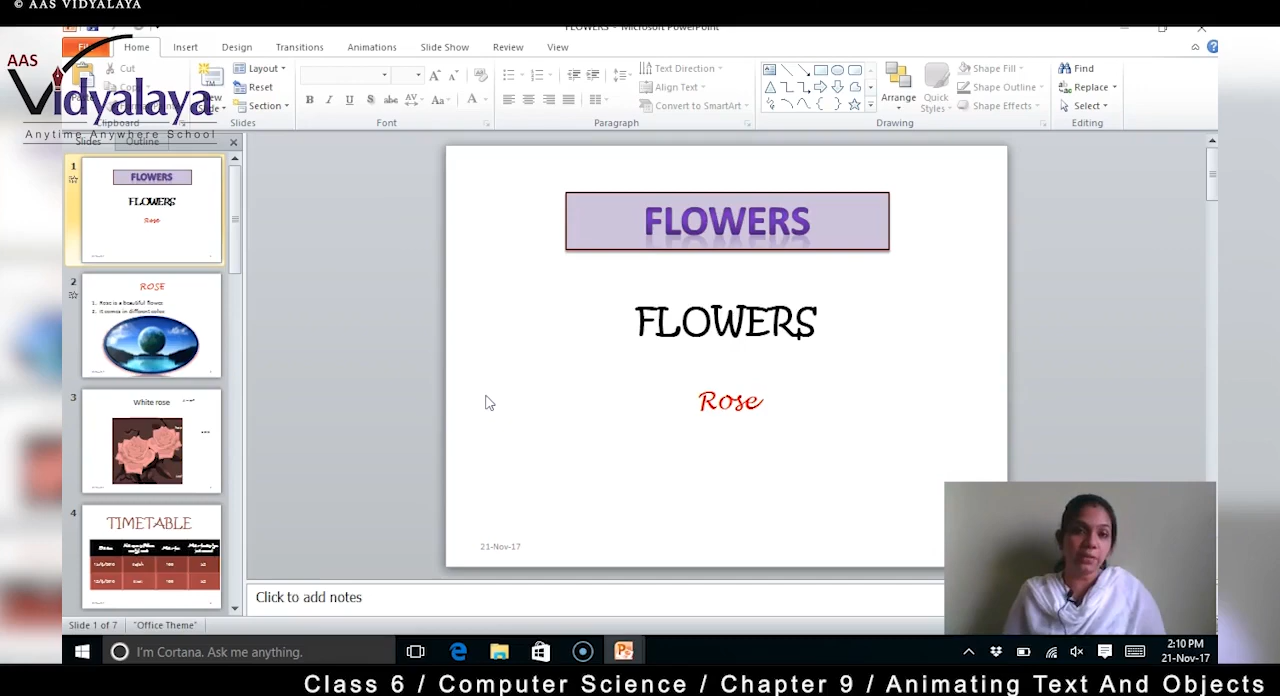 © AAS VIDYALAYA
FLOWERS - Microsoft PowerPoint
AAS
Vidyalaya
TM
Anytime Anywhere School
Home Insert Design Transitions Animations Slide Show Review View
Cut
Layout
Reset
Section
Slides
B I U S abc AV Aa A
Font
Text Direction
Align Text
Convert to SmartArt
Paragraph
Arrange
Quick
Styles
Shape Fill
Shape Outline
Shape Effects
Drawing
Find
Replace
Select
Editing
Clipboard
Slides Outline
1
FLOWERS
FLOWERS
Rose
2
ROSE
1. Rose is a beautiful flower
2. It comes in different colors
3
White rose
4
TIMETABLE
FLOWERS
FLOWERS
Rose
21-Nov-17
Click to add notes
Slide 1 of 7 "Office Theme"
I'm Cortana. Ask me anything.
2:10 PM
21-Nov-17
Class 6 / Computer Science / Chapter 9 / Animating Text And Objects